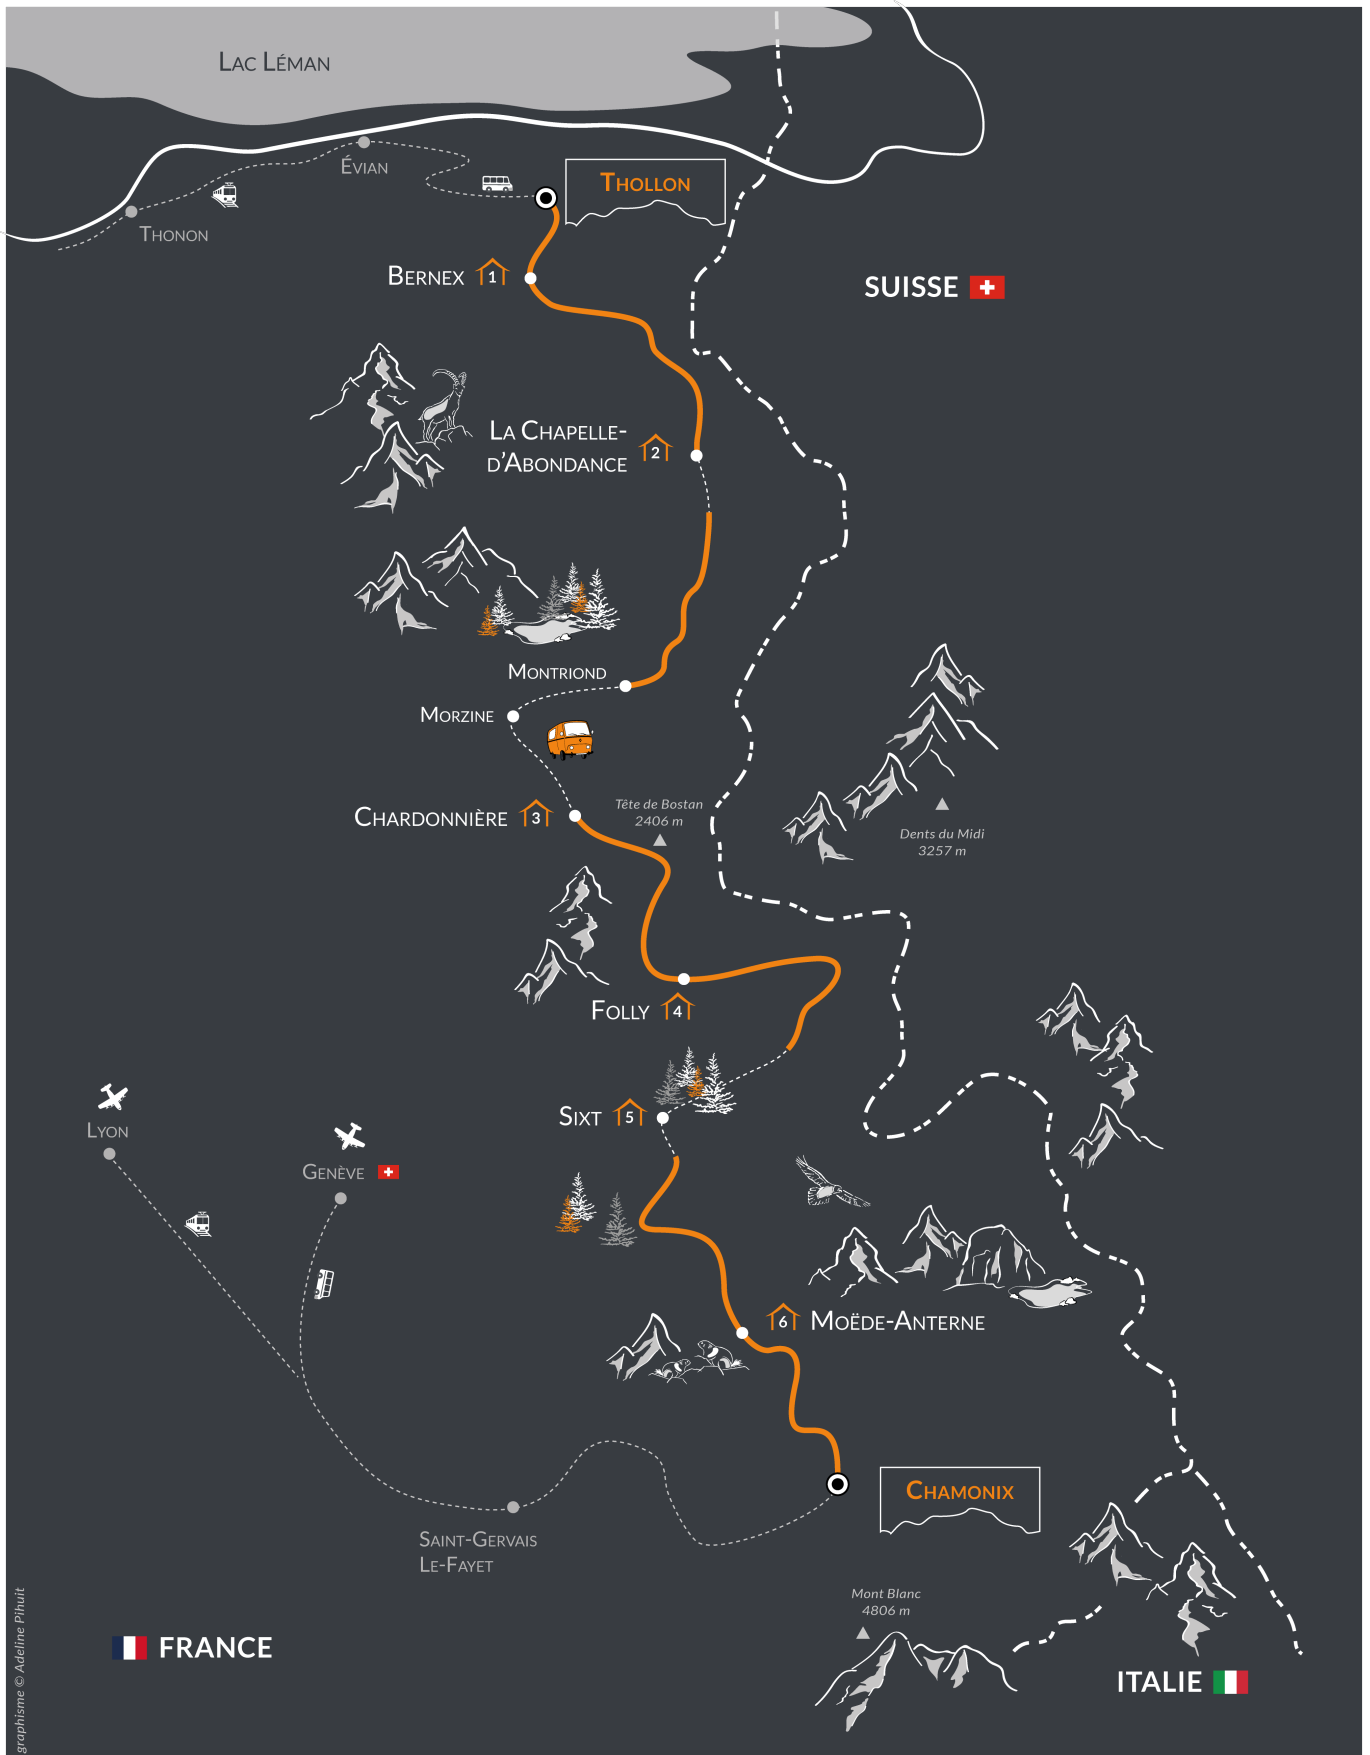 Lac Léman
Évian
Thollon
Thonon
Bernex
1
SUISSE
La Chapelle-
d'Abondance
2
Montriond
Morzine
Chardonnière
3
Tête de Bostan
2406 m
Dents du Midi
3257 m
Folly
4
Sixt
5
Lyon
Genève
6
Moëde-Anterne
Chamonix
Saint-Gervais
Le-Fayet
Mont Blanc
4806 m
FRANCE
ITALIE
graphisme © Adeline Pihuit